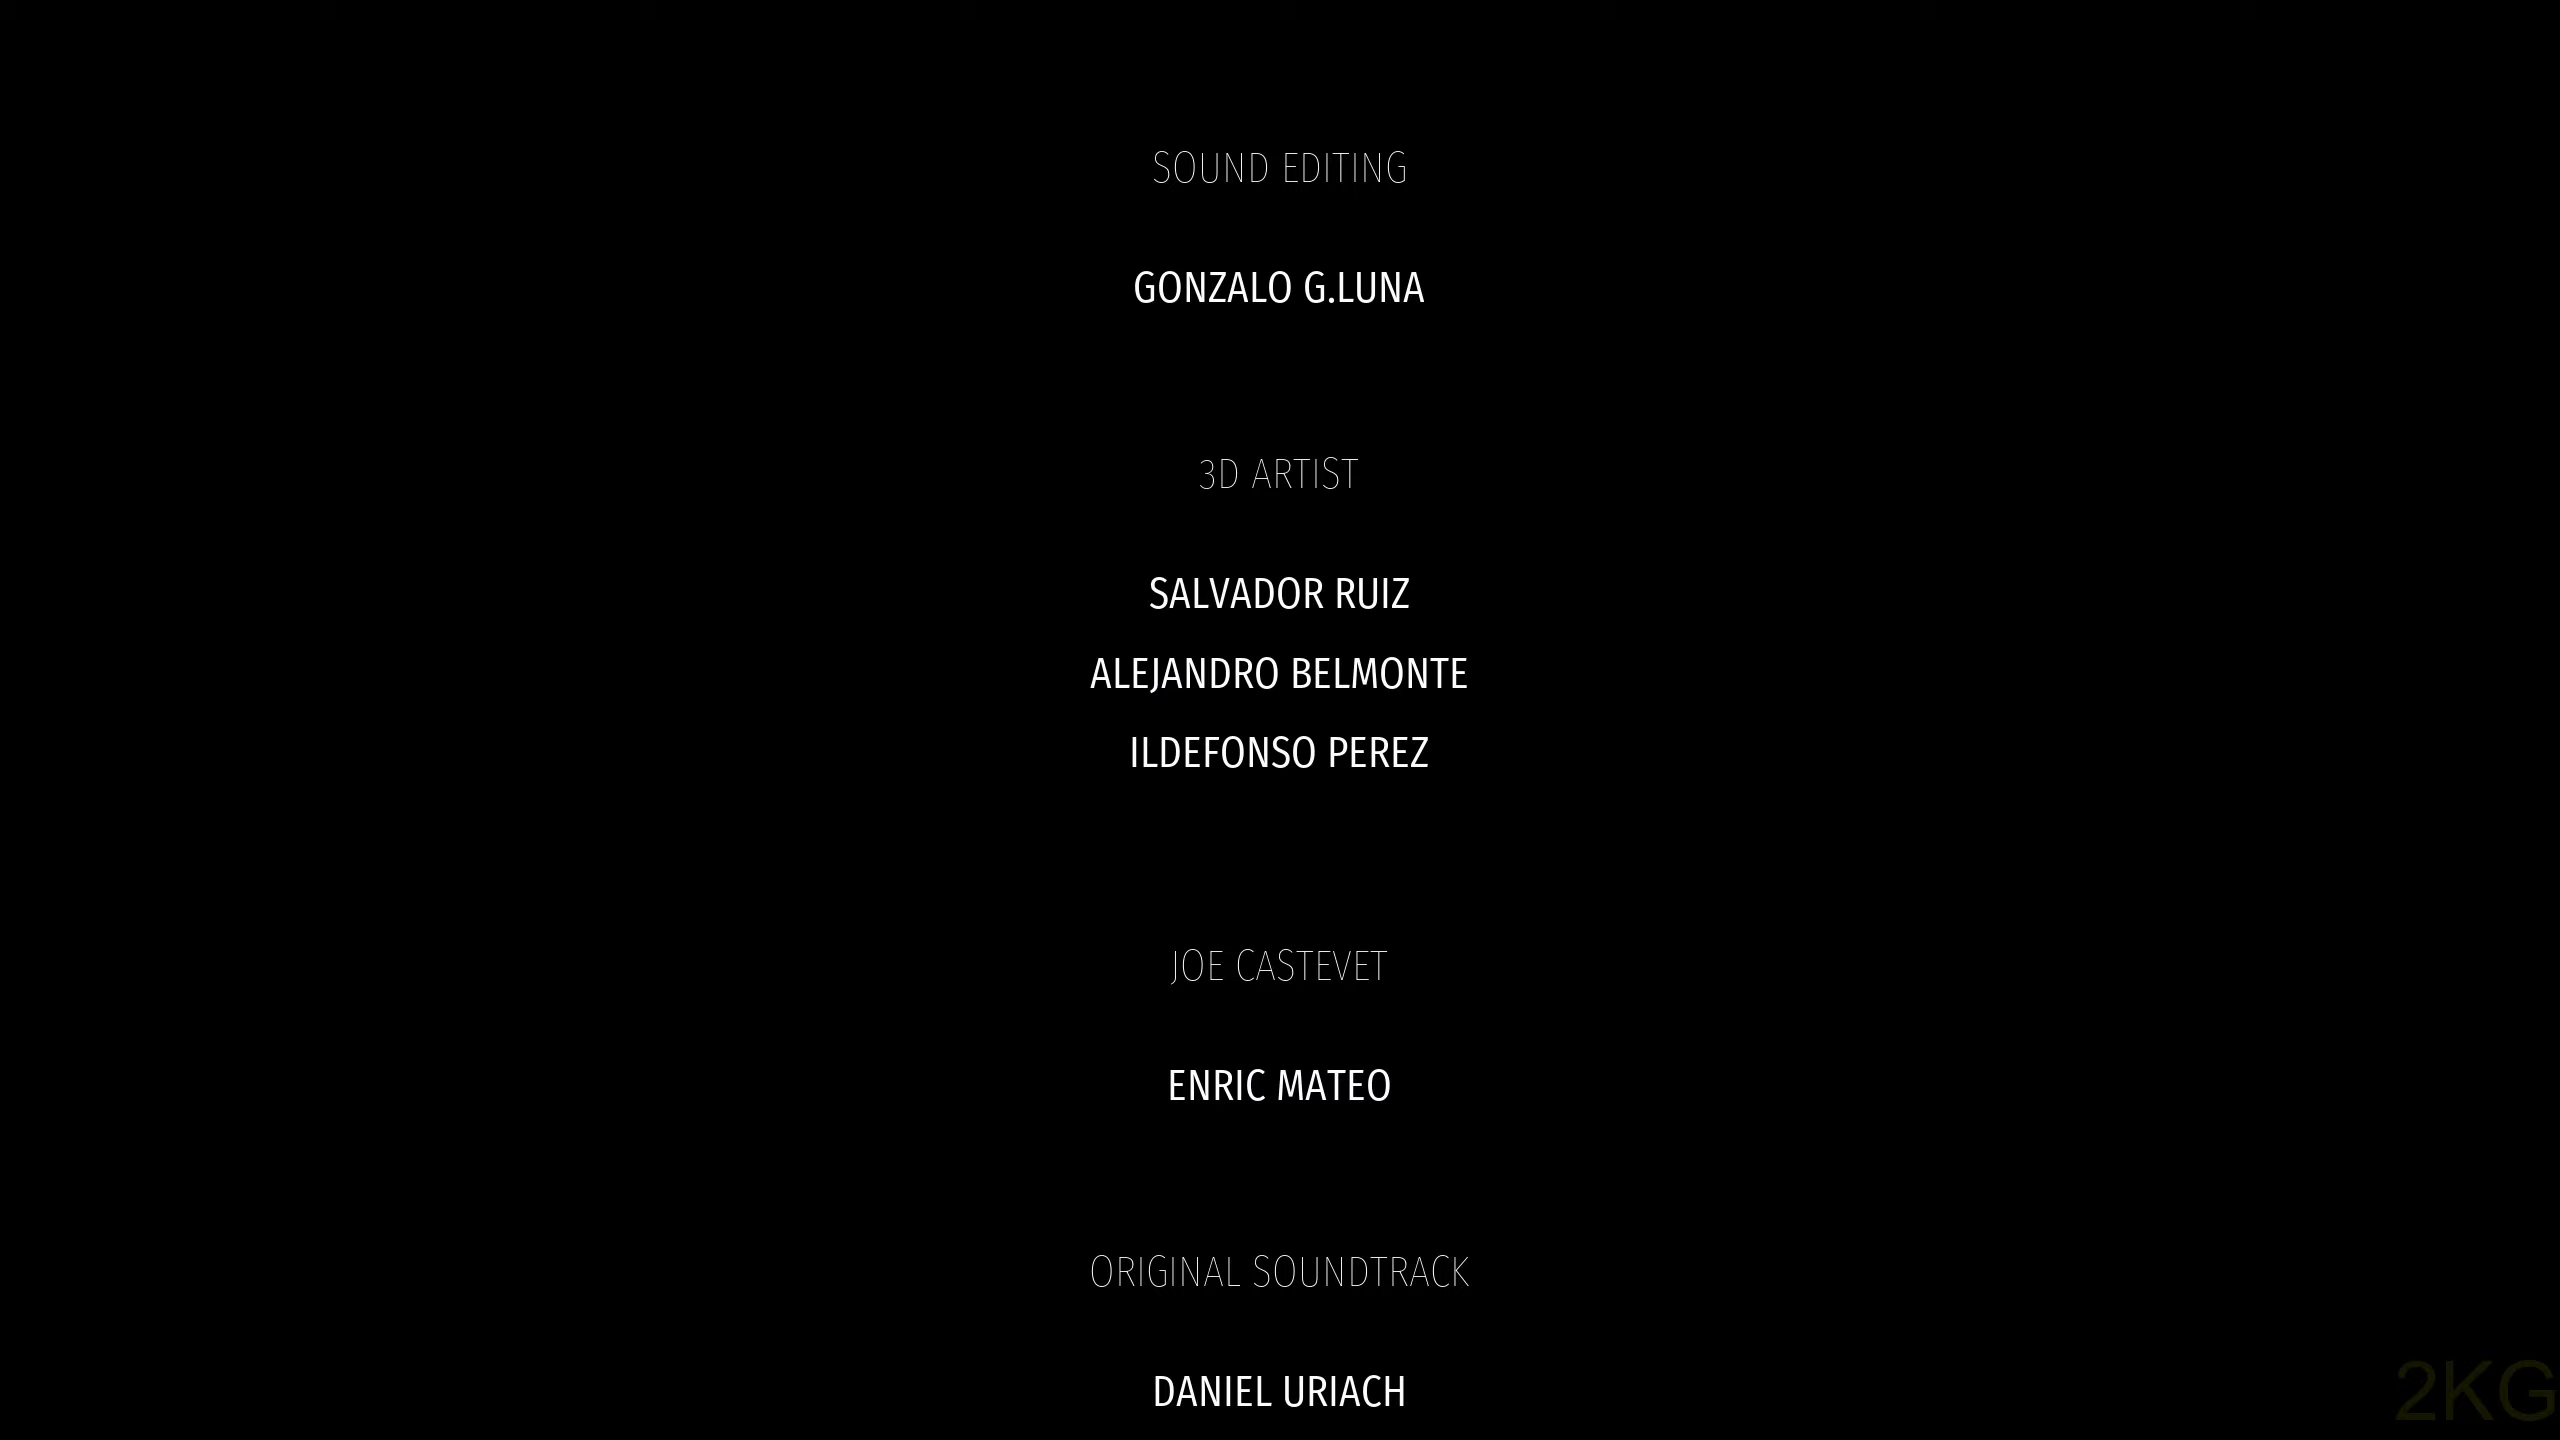 SOUND EDITING
GONZALO G.LUNA
3D ARTIST
SALVADOR RUIZ
ALEJANDRO BELMONTE
ILDEFONSO PEREZ
JOE CASTEVET
ENRIC MATEO
ORIGINAL SOUNDTRACK
DANIEL URIACH
2KG